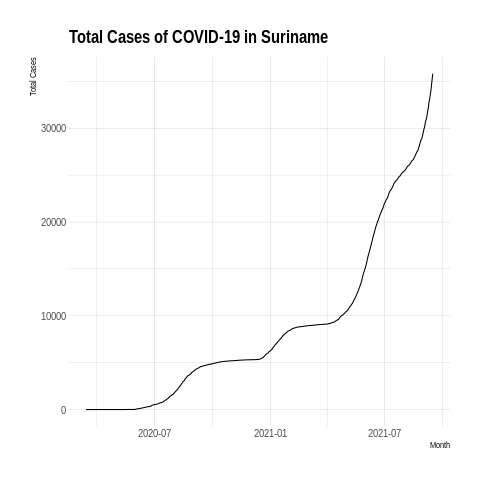 Total Cases of COVID-19 in Suriname
Total Cases
30000
20000
10000
0
2020-07
2021-01
2021-07
Month